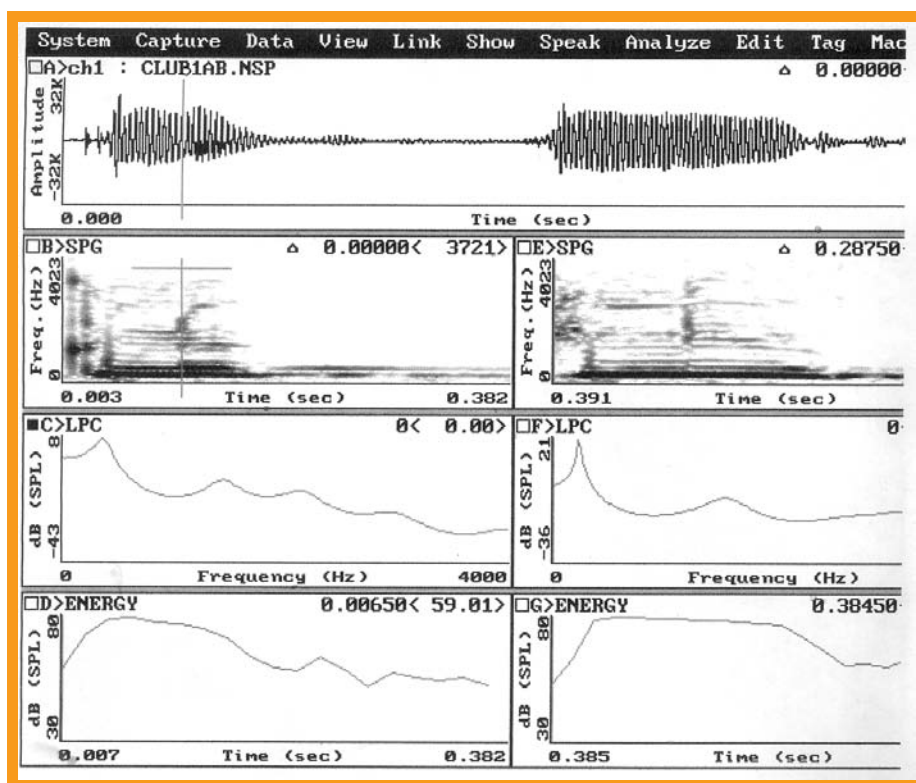 System Capture Data View Link Show Speak Analyze Edit Tag Mac
A>ch1 : CLUB1AB.NSP Δ 0.00000
Amplitude
32K
-32K
0.000 Time (sec)
B>SPG Δ 0.00000< 3721>
Freq.(Hz)
4023
0
0.003 Time (sec) 0.382
E>SPG Δ 0.28750
Freq.(Hz)
4023
0
0.391 Time (sec)
C>LPC 0< 0.00>
dB (SPL)
8
-43
0 Frequency (Hz) 4000
F>LPC 0
dB (SPL)
21
-36
0 Frequency (Hz)
D>ENERGY 0.00650< 59.01>
dB (SPL)
80
30
0.007 Time (sec) 0.382
G>ENERGY 0.38450
dB (SPL)
80
30
0.385 Time (sec)